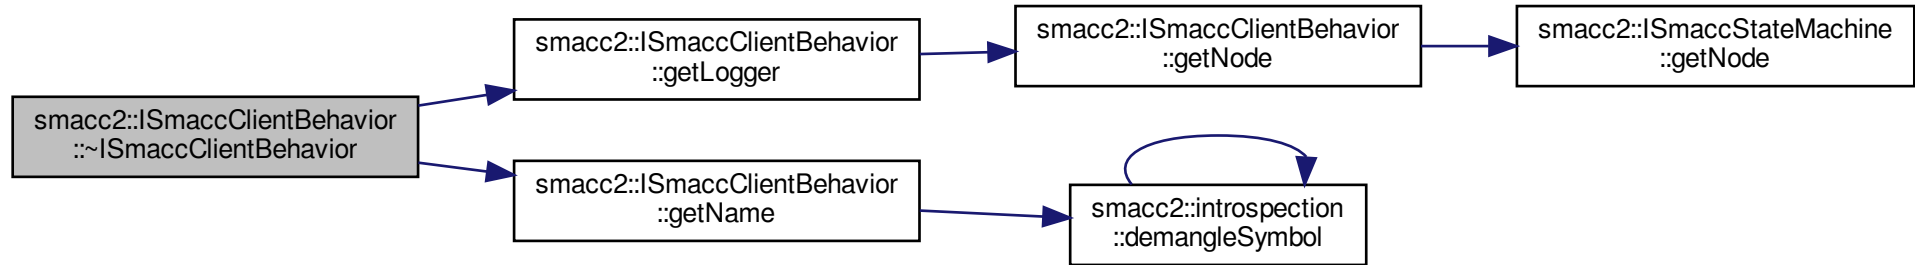 smacc2::ISmaccClientBehavior
::~ISmaccClientBehavior
smacc2::ISmaccClientBehavior
::getLogger
smacc2::ISmaccClientBehavior
::getNode
smacc2::ISmaccStateMachine
::getNode
smacc2::ISmaccClientBehavior
::getName
smacc2::introspection
::demangleSymbol